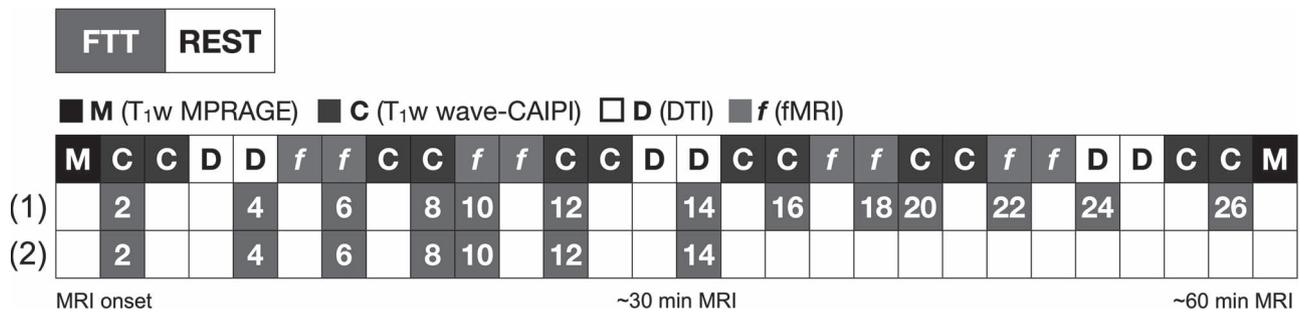 FTT REST
M (T₁w MPRAGE) C (T₁w wave-CAIPI) D (DTI) f (fMRI)
M C C D D f f C C f f C C D D C C f f C C f f D D C C M
(1) 2 4 6 8 10 12 14 16 18 20 22 24 26
(2) 2 4 6 8 10 12 14
MRI onset ~30 min MRI ~60 min MRI